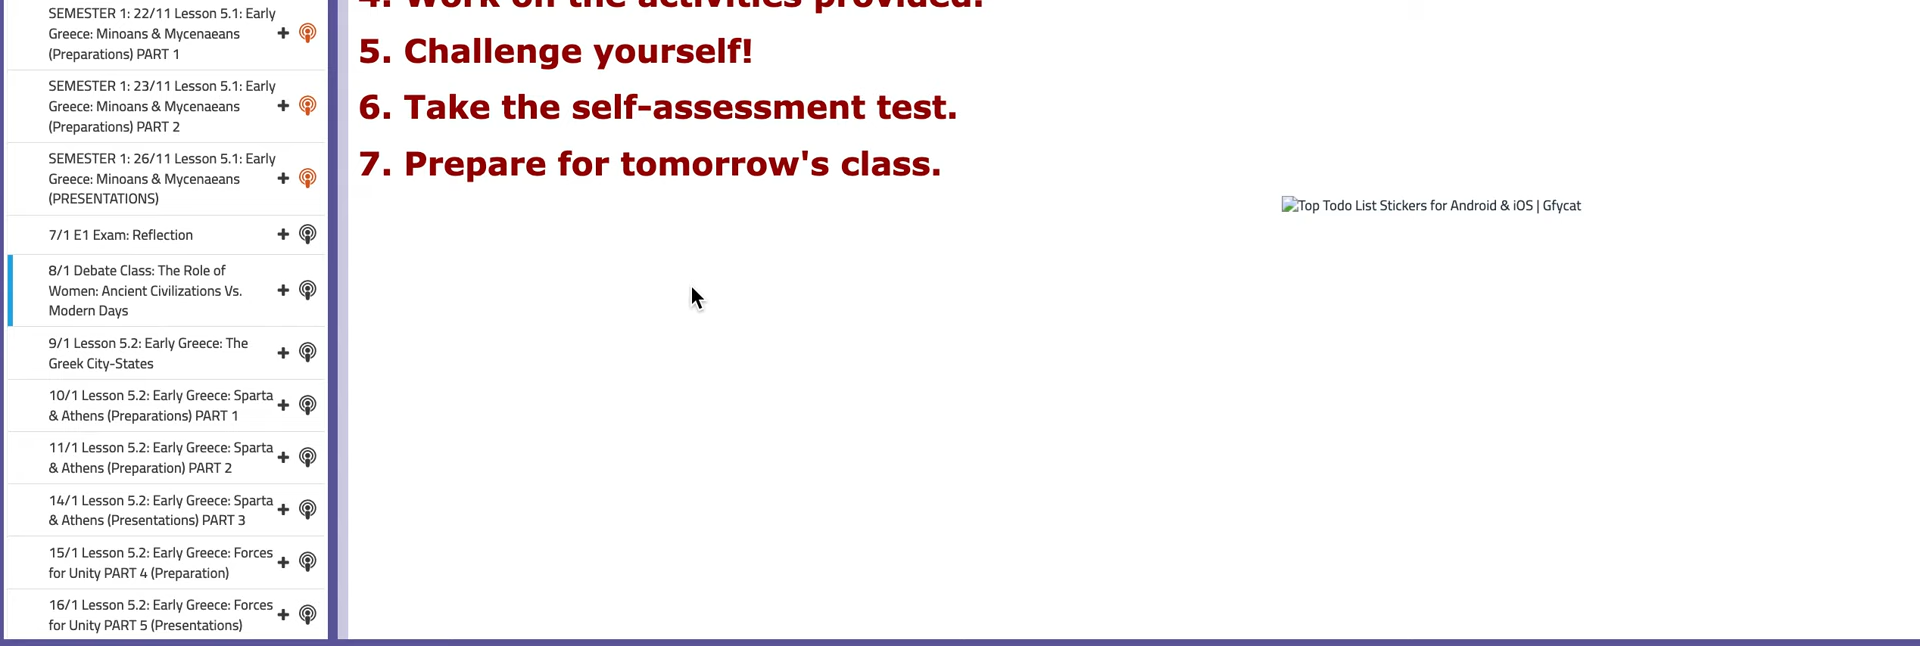 SEMESTER 1: 22/11 Lesson 5.1: Early
Greece: Minoans & Mycenaeans
(Preparations) PART 1
SEMESTER 1: 23/11 Lesson 5.1: Early
Greece: Minoans & Mycenaeans
(Preparations) PART 2
SEMESTER 1: 26/11 Lesson 5.1: Early
Greece: Minoans & Mycenaeans
(PRESENTATIONS)
7/1 E1 Exam: Reflection
8/1 Debate Class: The Role of
Women: Ancient Civilizations Vs.
Modern Days
9/1 Lesson 5.2: Early Greece: The
Greek City-States
10/1 Lesson 5.2: Early Greece: Sparta
& Athens (Preparations) PART 1
11/1 Lesson 5.2: Early Greece: Sparta
& Athens (Preparation) PART 2
14/1 Lesson 5.2: Early Greece: Sparta
& Athens (Presentations) PART 3
15/1 Lesson 5.2: Early Greece: Forces
for Unity PART 4 (Preparation)
16/1 Lesson 5.2: Early Greece: Forces
for Unity PART 5 (Presentations)
4. Work on the activities provided.
5. Challenge yourself!
6. Take the self-assessment test.
7. Prepare for tomorrow's class.
Top Todo List Stickers for Android & iOS | Gfycat